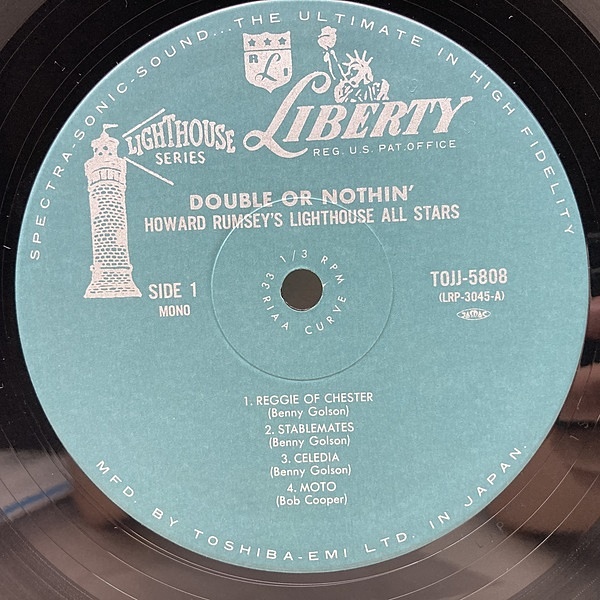 SPECTRA-SONIC-SOUND...THE ULTIMATE IN HIGH FIDELITY
L
R I
LIBERTY
REG. U.S. PAT. OFFICE
LIGHTHOUSE
SERIES
DOUBLE OR NOTHIN'
HOWARD RUMSEY'S LIGHTHOUSE ALL STARS
SIDE 1
MONO
33 1/3 RPM
RIAA CURVE
TOJJ-5808
(LRP-3045-A)
JASRAC
1. REGGIE OF CHESTER
(Benny Golson)
2. STABLEMATES
(Benny Golson)
3. CELEDIA
(Benny Golson)
4. MOTO
(Bob Cooper)
MFD. BY TOSHIBA-EMI LTD. IN JAPAN.